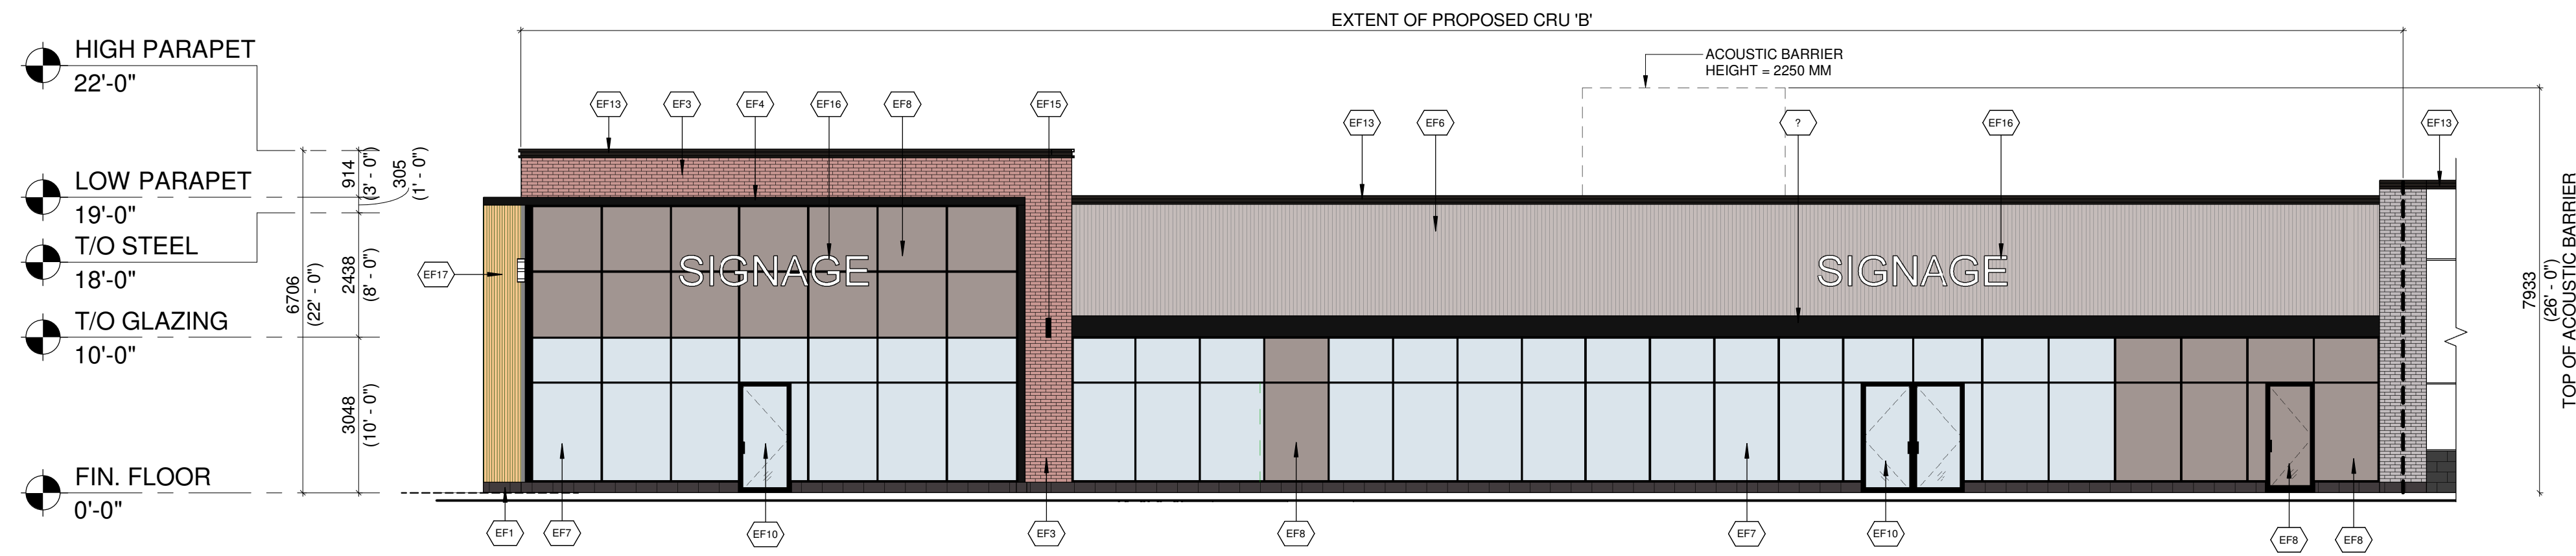 EXTENT OF PROPOSED CRU 'B'
HIGH PARAPET
22'-0"
ACOUSTIC BARRIER
HEIGHT = 2250 MM
EF13
EF3
EF4
EF16
EF8
EF15
EF13
EF6
?
EF16
EF13
LOW PARAPET
19'-0"
T/O STEEL
18'-0"
T/O GLAZING
10'-0"
FIN. FLOOR
0'-0"
6706
(22' - 0")
914
(3' - 0")
305
(1' - 0")
2438
(8' - 0")
3048
(10' - 0")
EF17
SIGNAGE
SIGNAGE
7933
(26' - 0")
TOP OF ACOUSTIC BARRIER
EF1
EF7
EF10
EF3
EF8
EF7
EF10
EF8
EF8